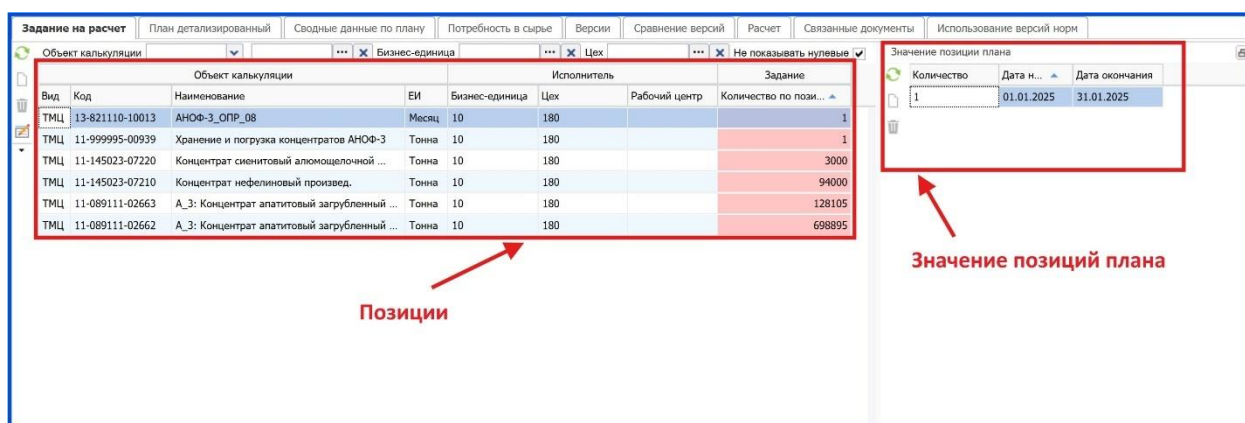 Задание на расчет План детализированный Сводные данные по плану Потребность в сырье Версии Сравнение версий Расчет Связанные документы Использование версий норм
Объект калькуляции Бизнес-единица Цех Не показывать нулевые
Значение позиции плана
Объект калькуляции Исполнитель Задание
Вид Код Наименование ЕИ Бизнес-единица Цех Рабочий центр Количество по пози...
ТМЦ 13-821110-10013 АНОФ-3_ОПР_08 Месяц 10 180 1
ТМЦ 11-999995-00939 Хранение и погрузка концентратов АНОФ-3 Тонна 10 180 1
ТМЦ 11-145023-07220 Концентрат сиенитовый алюмощелочной ... Тонна 10 180 3000
ТМЦ 11-145023-07210 Концентрат нефелиновый произвед. Тонна 10 180 94000
ТМЦ 11-089111-02663 А_3: Концентрат апатитовый загрубленный ... Тонна 10 180 128105
ТМЦ 11-089111-02662 А_3: Концентрат апатитовый загрубленный ... Тонна 10 180 698895
Количество Дата н... Дата окончания
1 01.01.2025 31.01.2025
Позиции
Значение позиций плана